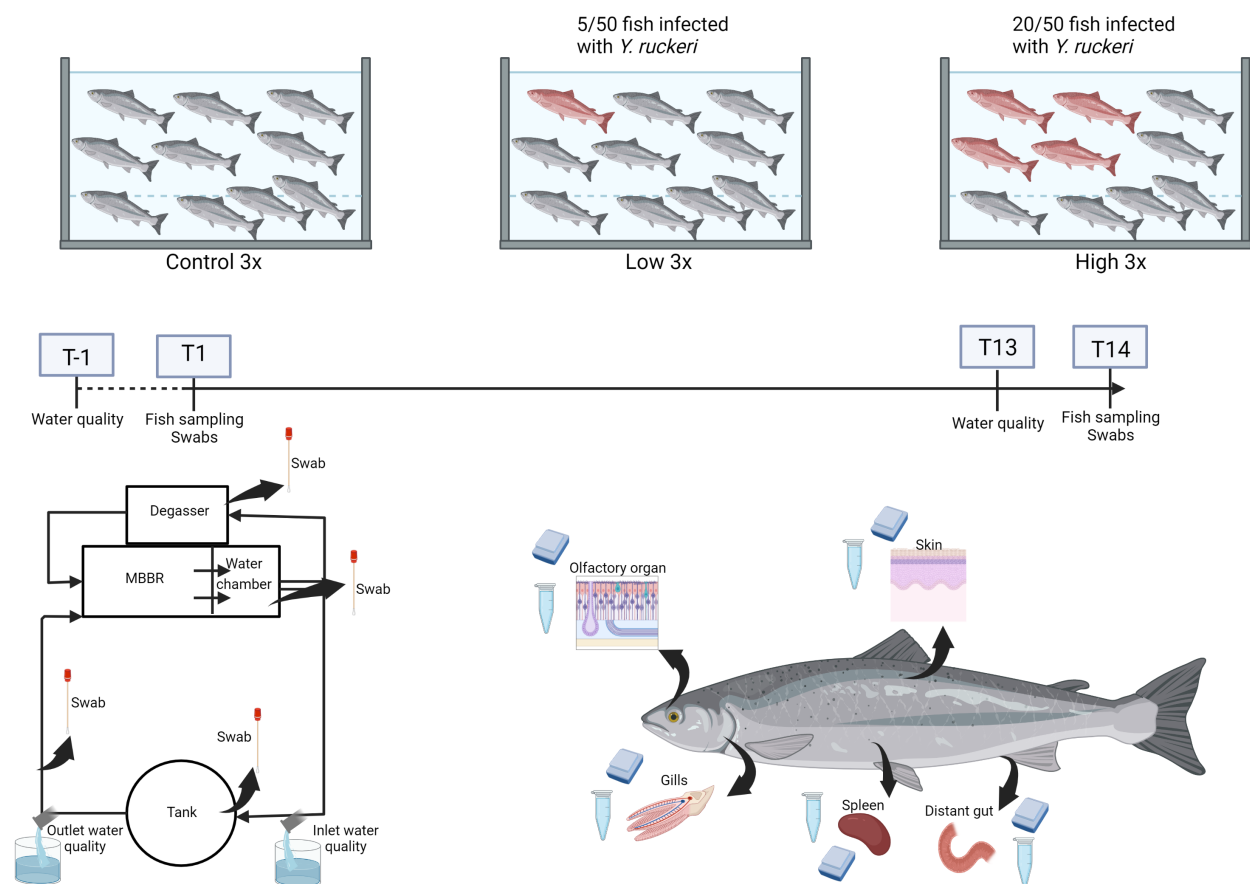 5/50 fish infected
with Y. ruckeri
20/50 fish infected
with Y. ruckeri
Control 3x
Low 3x
High 3x
T-1
T1
T13
T14
Water quality
Fish sampling
Swabs
Water quality
Fish sampling
Swabs
Swab
Degasser
MBBR
Water
chamber
Swab
Swab
Swab
Tank
Outlet water
quality
Inlet water
quality
Olfactory organ
Skin
Gills
Spleen
Distant gut